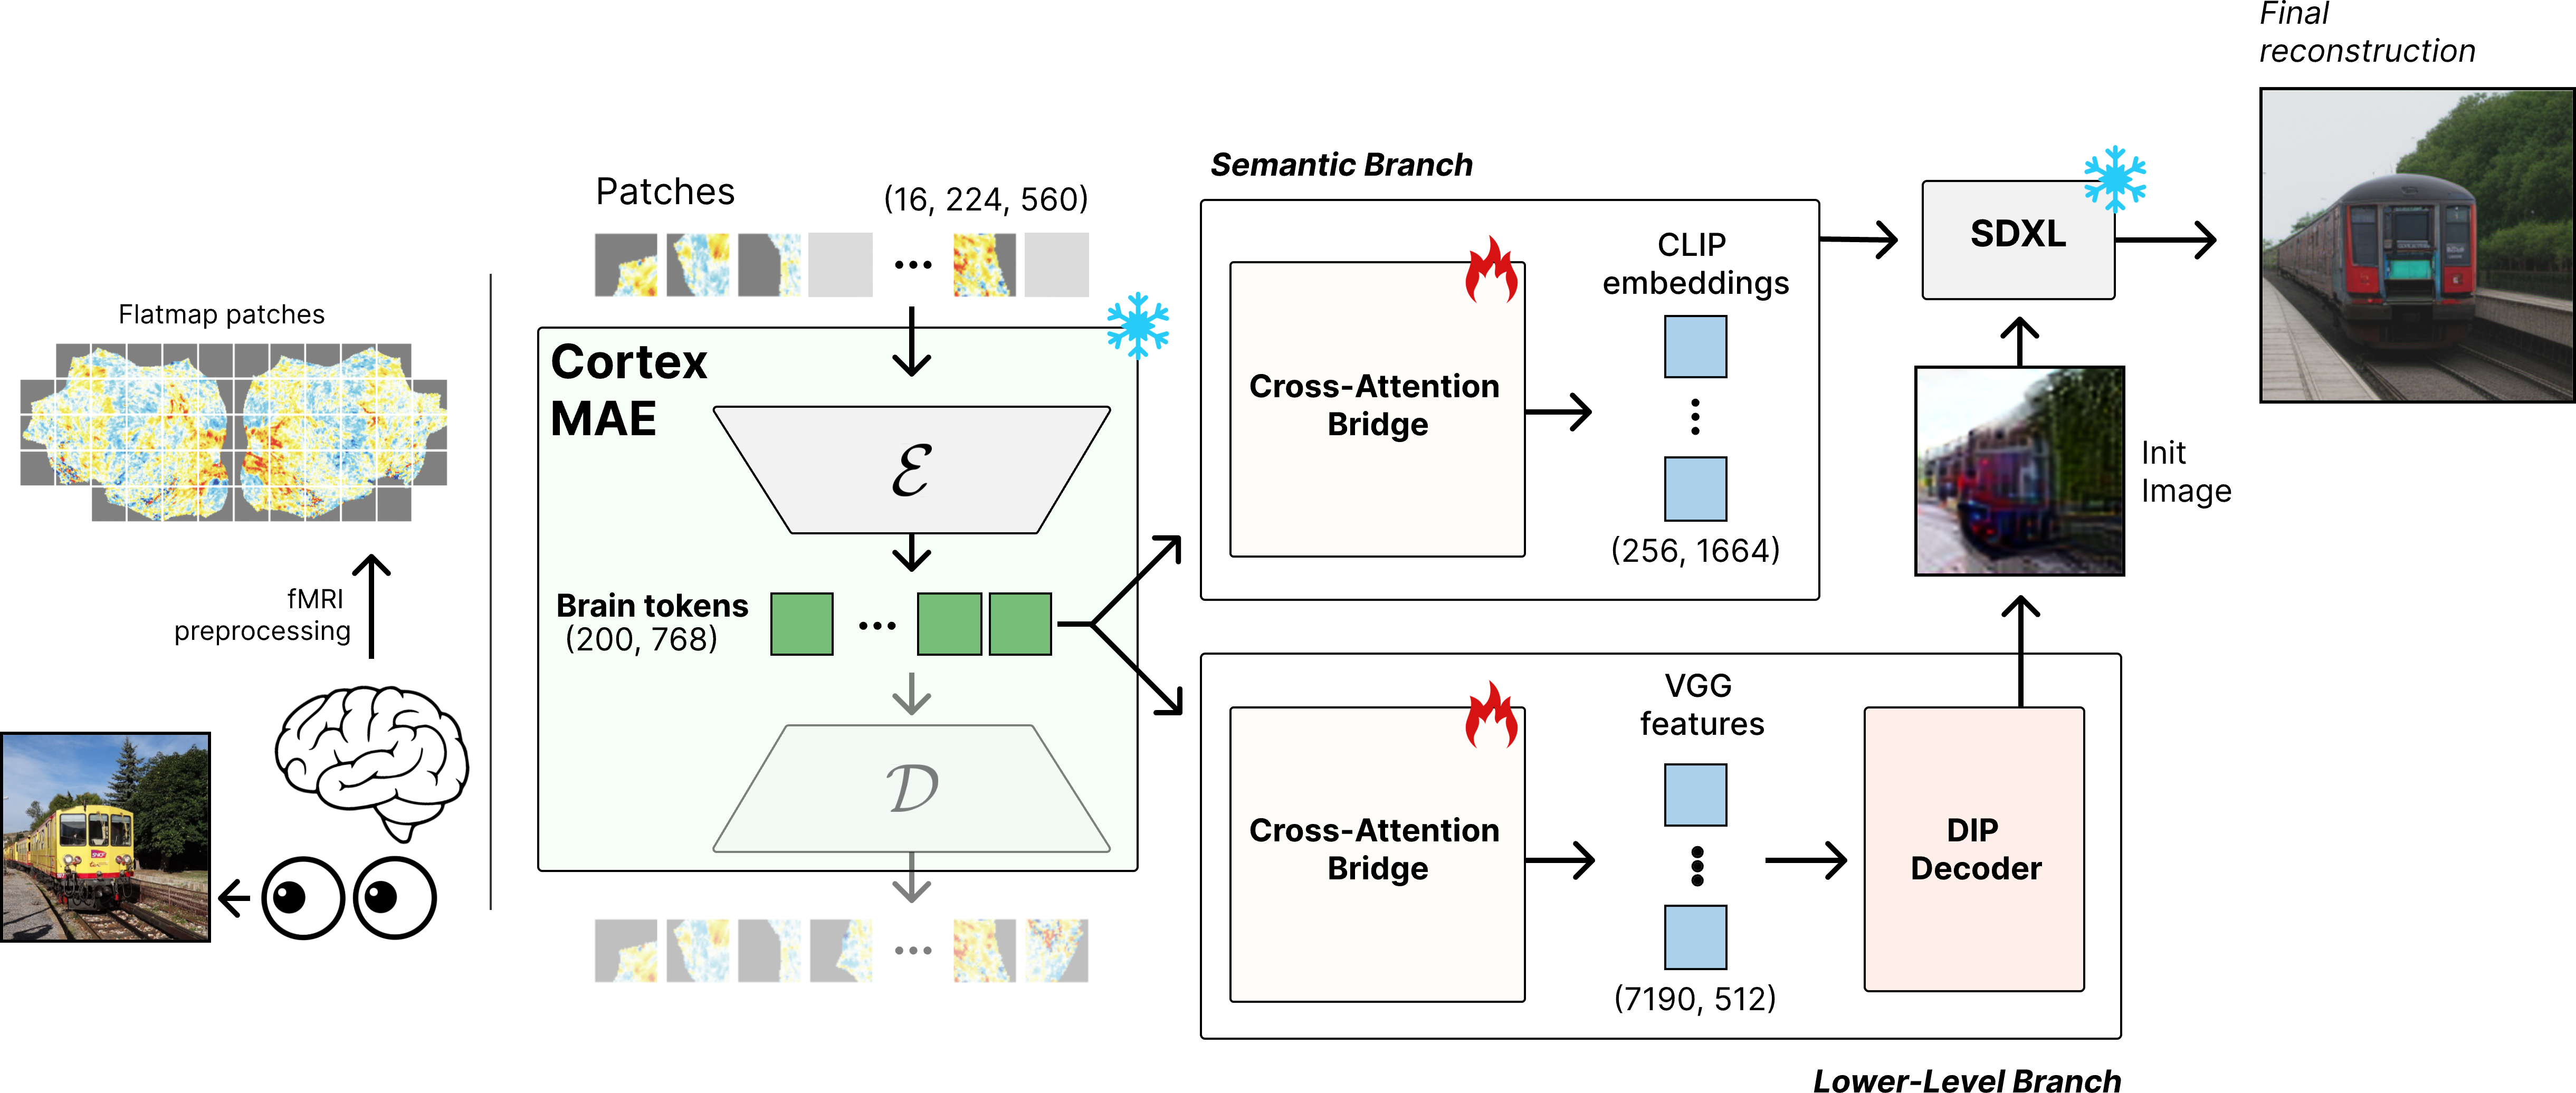 Final
reconstruction
Semantic Branch
Patches
(16, 224, 560)
SDXL
CLIP
embeddings
Flatmap patches
Cortex
MAE
Cross-Attention
Bridge
ℰ
Init
Image
(256, 1664)
fMRI
preprocessing
Brain tokens
(200, 768)
VGG
features
𝒟
Cross-Attention
Bridge
DIP
Decoder
(7190, 512)
Lower-Level Branch